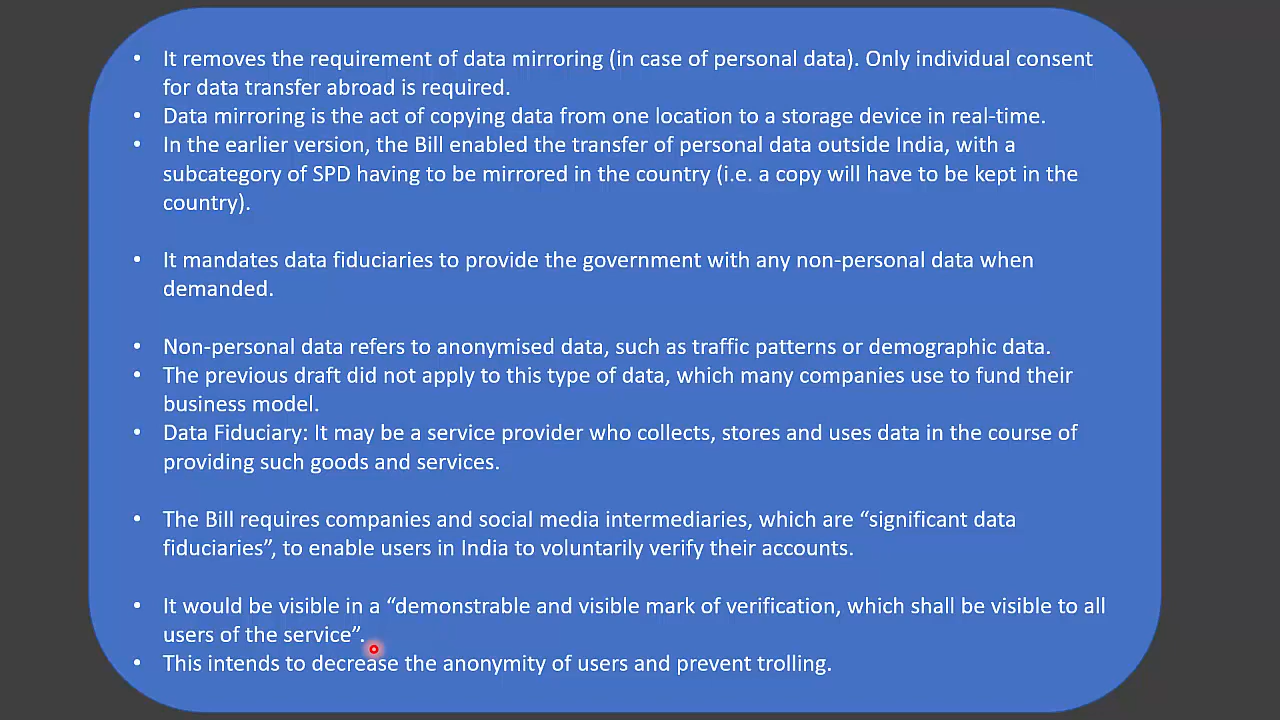 • It removes the requirement of data mirroring (in case of personal data). Only individual consent
for data transfer abroad is required.
• Data mirroring is the act of copying data from one location to a storage device in real-time.
• In the earlier version, the Bill enabled the transfer of personal data outside India, with a
subcategory of SPD having to be mirrored in the country (i.e. a copy will have to be kept in the
country).
• It mandates data fiduciaries to provide the government with any non-personal data when
demanded.
• Non-personal data refers to anonymised data, such as traffic patterns or demographic data.
• The previous draft did not apply to this type of data, which many companies use to fund their
business model.
• Data Fiduciary: It may be a service provider who collects, stores and uses data in the course of
providing such goods and services.
• The Bill requires companies and social media intermediaries, which are “significant data
fiduciaries”, to enable users in India to voluntarily verify their accounts.
• It would be visible in a “demonstrable and visible mark of verification, which shall be visible to all
users of the service”.
• This intends to decrease the anonymity of users and prevent trolling.